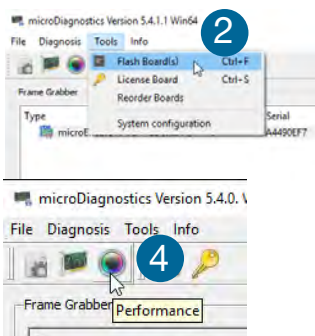 microDiagnostics Version 5.4.1.1 Win64
2
File Diagnosis Tools Info
Flash Board(s) Ctrl+F
License Board Ctrl+S
Reorder Boards
System configuration
Frame Grabber
Type Serial
microE A4490EF7
microDiagnostics Version 5.4.0.
File Diagnosis Tools Info
4
Frame Grabber
Performance